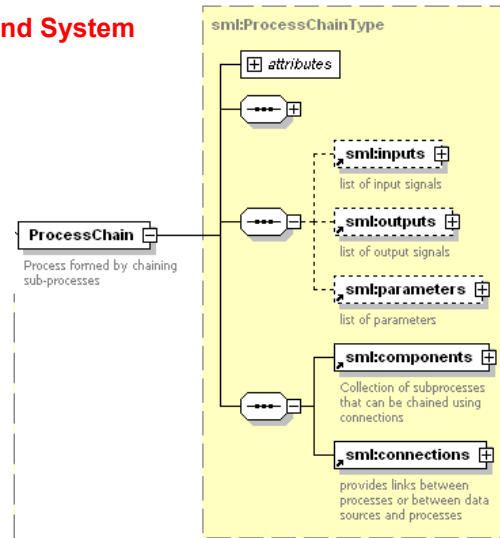 nd System
sml:ProcessChainType
attributes
sml:inputs
list of input signals
sml:outputs
list of output signals
ProcessChain
Process formed by chaining
sub-processes
sml:parameters
list of parameters
sml:components
Collection of subprocesses
that can be chained using
connections
sml:connections
provides links between
processes or between data
sources and processes